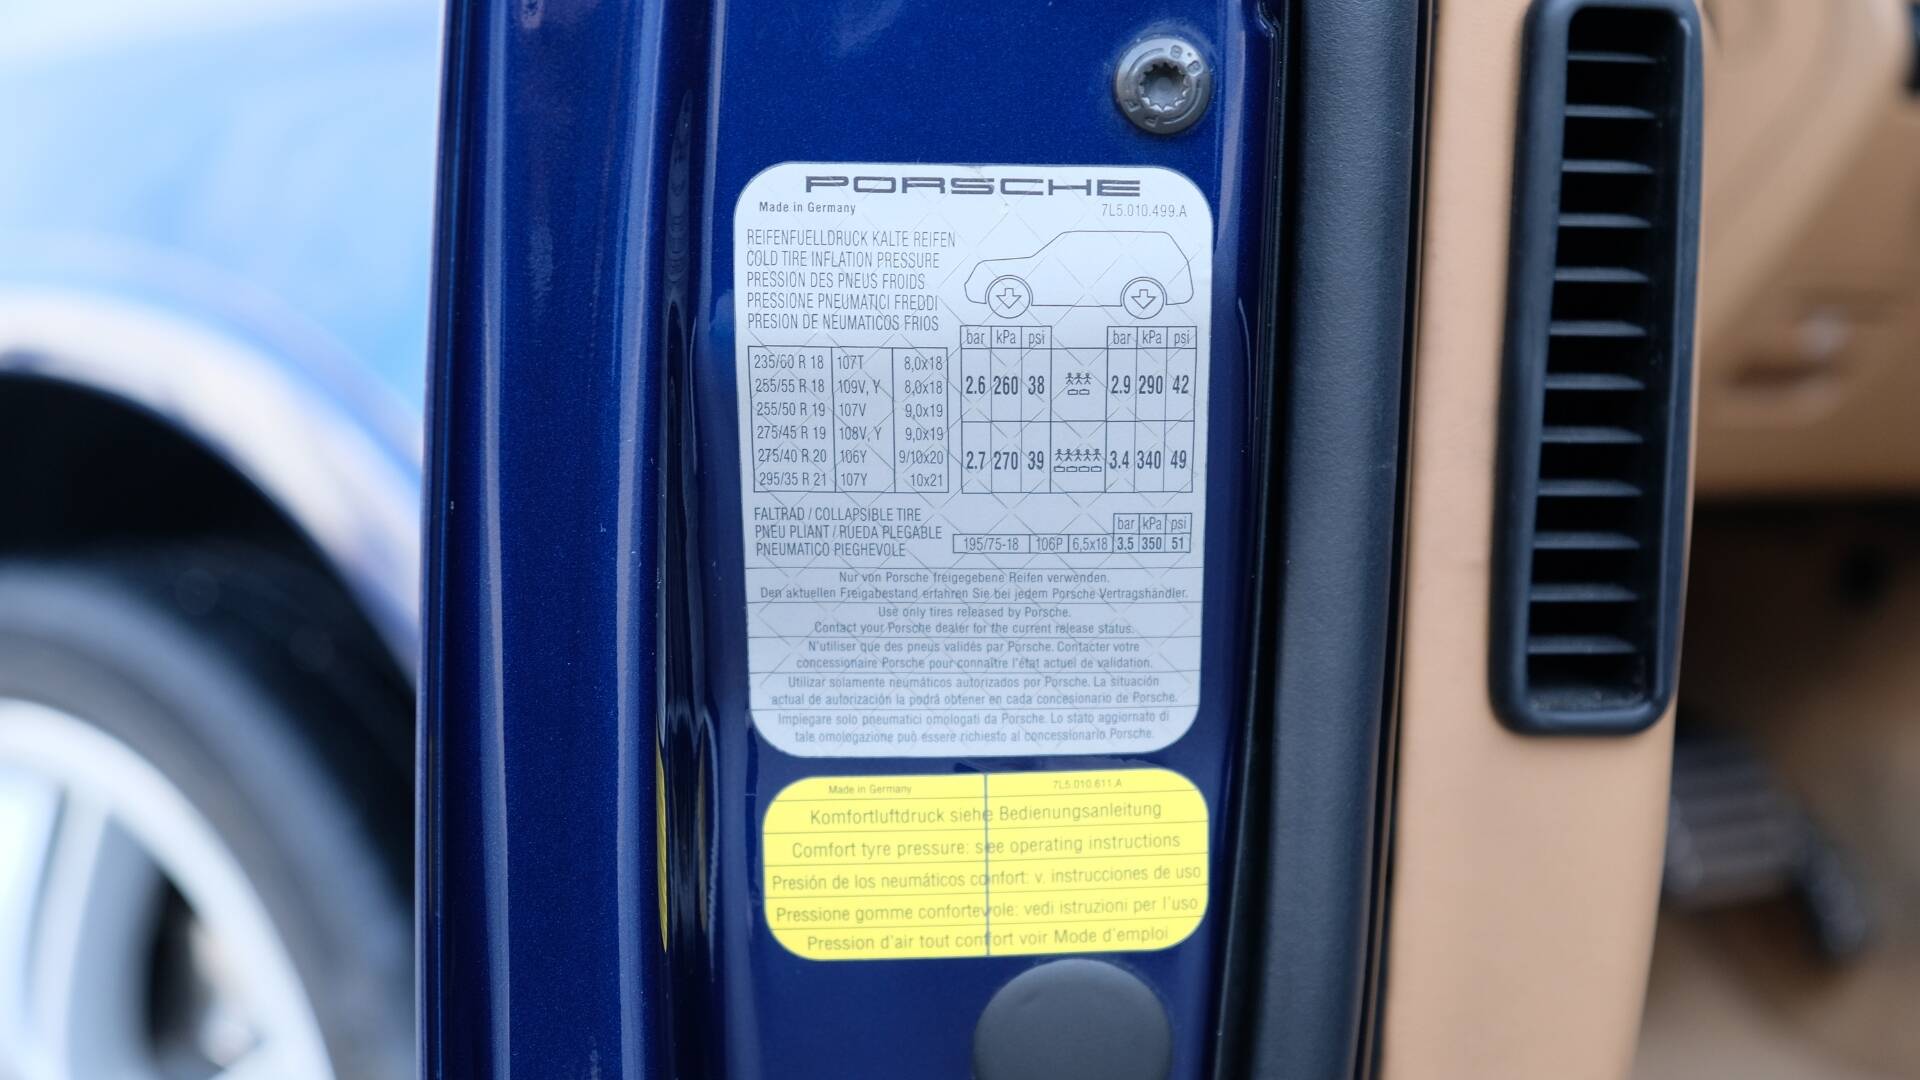 8.8
PORSCHE
Made in Germany 7L5.010.499.A
REIFENFUELLDRUCK KALTE REIFEN
COLD TIRE INFLATION PRESSURE
PRESSION DES PNEUS FROIDS
PRESSIONE PNEUMATICI FREDDI
PRESION DE NEUMATICOS FRIOS
bar kPa psi bar kPa psi
235/60 R 18 107T 8,0x18
255/55 R 18 109V, Y 8,0x18
2.6 260 38 2.9 290 42
255/50 R 19 107V 9,0x19
275/45 R 19 108V, Y 9,0x19
275/40 R 20 106Y 9/10x20
2.7 270 39 3.4 340 49
295/35 R 21 107Y 10x21
FALTRAD / COLLAPSIBLE TIRE
PNEU PLIANT / RUEDA PLEGABLE
PNEUMATICO PIEGHEVOLE
bar kPa psi
195/75-18 106P 6,5x18 3.5 350 51
Nur von Porsche freigegebene Reifen verwenden.
Den aktuellen Freigabestand erfahren Sie bei jedem Porsche Vertragshändler.
Use only tires released by Porsche.
Contact your Porsche dealer for the current release status.
N'utiliser que des pneus validés par Porsche. Contacter votre
concessionaire Porsche pour connaître l'état actuel de validation.
Utilizar solamente neumáticos autorizados por Porsche. La situación
actual de autorización la podrá obtener en cada concesionario de Porsche.
Impiegare solo pneumatici omologati da Porsche. Lo stato aggiornato di
tale omologazione può essere richiesto al concessionario Porsche.
Made in Germany 7L5.010.611.A
Komfortluftdruck siehe Bedienungsanleitung
Comfort tyre pressure: see operating instructions
Presión de los neumáticos confort: v. instrucciones de uso
Pressione gomme confortevole: vedi istruzioni per l'uso
Pression d'air tout confort voir Mode d'emploi